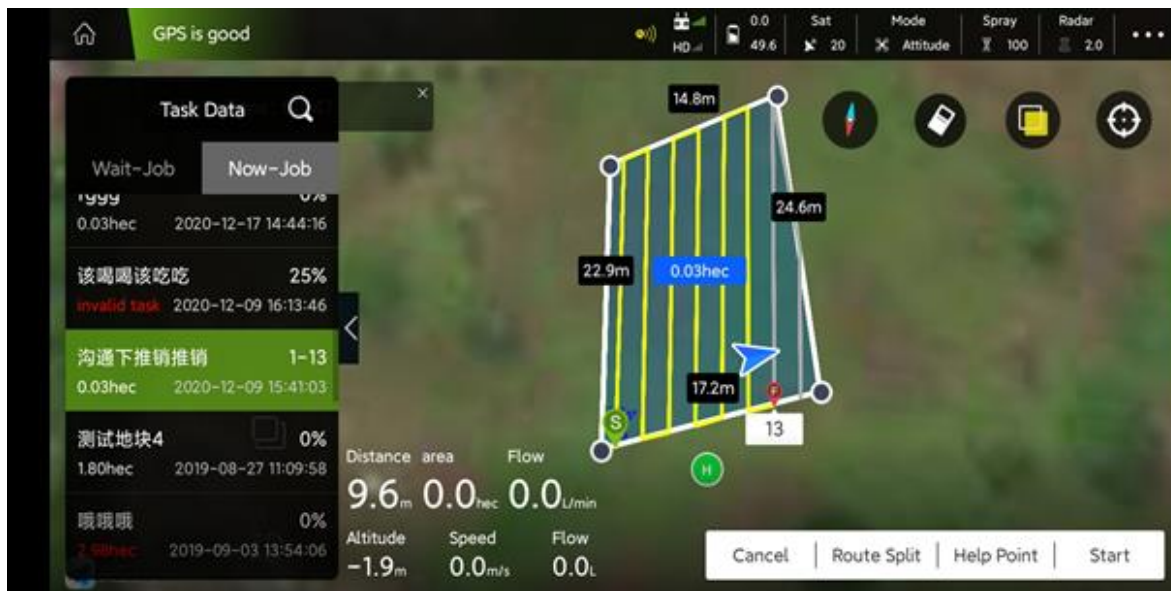 GPS is good
HD
0.0
49.6
Sat
20
Mode
Attitude
Spray
100
Radar
2.0
Task Data
Wait-Job Now-Job
0.03hec 2020-12-17 14:44:16
该喝喝该吃吃 25%
invalid task 2020-12-09 16:13:46
沟通下推销推销 1-13
0.03hec 2020-12-09 15:41:03
测试地块4 0%
1.80hec 2019-08-27 11:09:58
哦哦哦 0%
2.98hec 2019-09-03 13:54:06
14.8m
24.6m
22.9m
0.03hec
17.2m
S
13
H
Distance area Flow
9.6m 0.0hec 0.0L/min
Altitude Speed Flow
-1.9m 0.0m/s 0.0L
Cancel Route Split Help Point Start